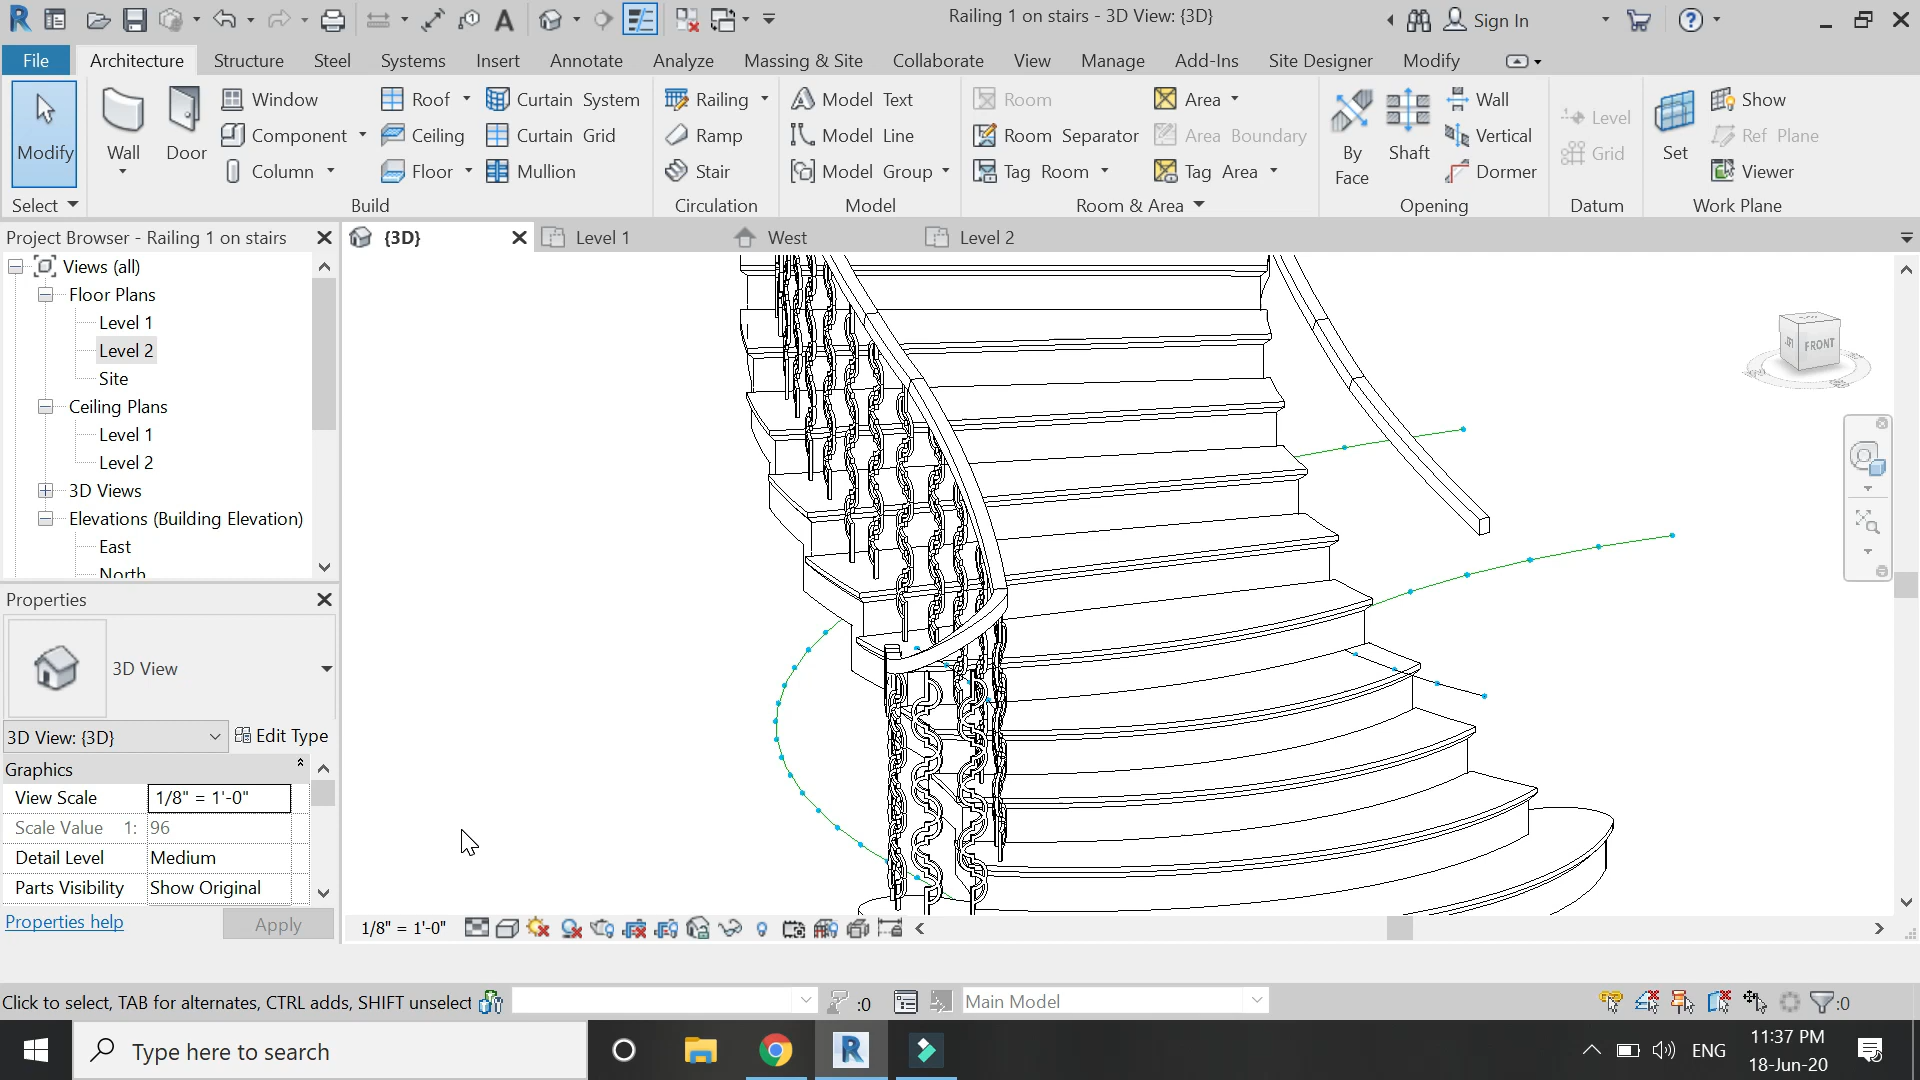 Railing 1 on stairs - 3D View: {3D}
Sign In
File Architecture Structure Steel Systems Insert Annotate Analyze Massing & Site Collaborate View Manage Add-Ins Site Designer Modify
Modify
Select
Wall
Door
Window
Component
Column
Roof
Ceiling
Floor
Curtain System
Curtain Grid
Mullion
Build
Railing
Ramp
Stair
Circulation
Model Text
Model Line
Model Group
Model
Room
Room Separator
Tag Room
Area
Area Boundary
Tag Area
Room & Area
By
Face
Shaft
Wall
Vertical
Dormer
Opening
Level
Grid
Datum
Set
Show
Ref Plane
Viewer
Work Plane
Project Browser - Railing 1 on stairs
{3D}
Level 1
West
Level 2
Views (all)
Floor Plans
Level 1
Level 2
Site
Ceiling Plans
Level 1
Level 2
3D Views
Elevations (Building Elevation)
East
North
FRONT
Properties
3D View
3D View: {3D}
Edit Type
Graphics
View Scale 1/8" = 1'-0"
Scale Value 1: 96
Detail Level Medium
Parts Visibility Show Original
Properties help
Apply
1/8" = 1'-0"
Click to select, TAB for alternates, CTRL adds, SHIFT unselect
:0
Main Model
:0
Type here to search
ENG
11:37 PM
18-Jun-20